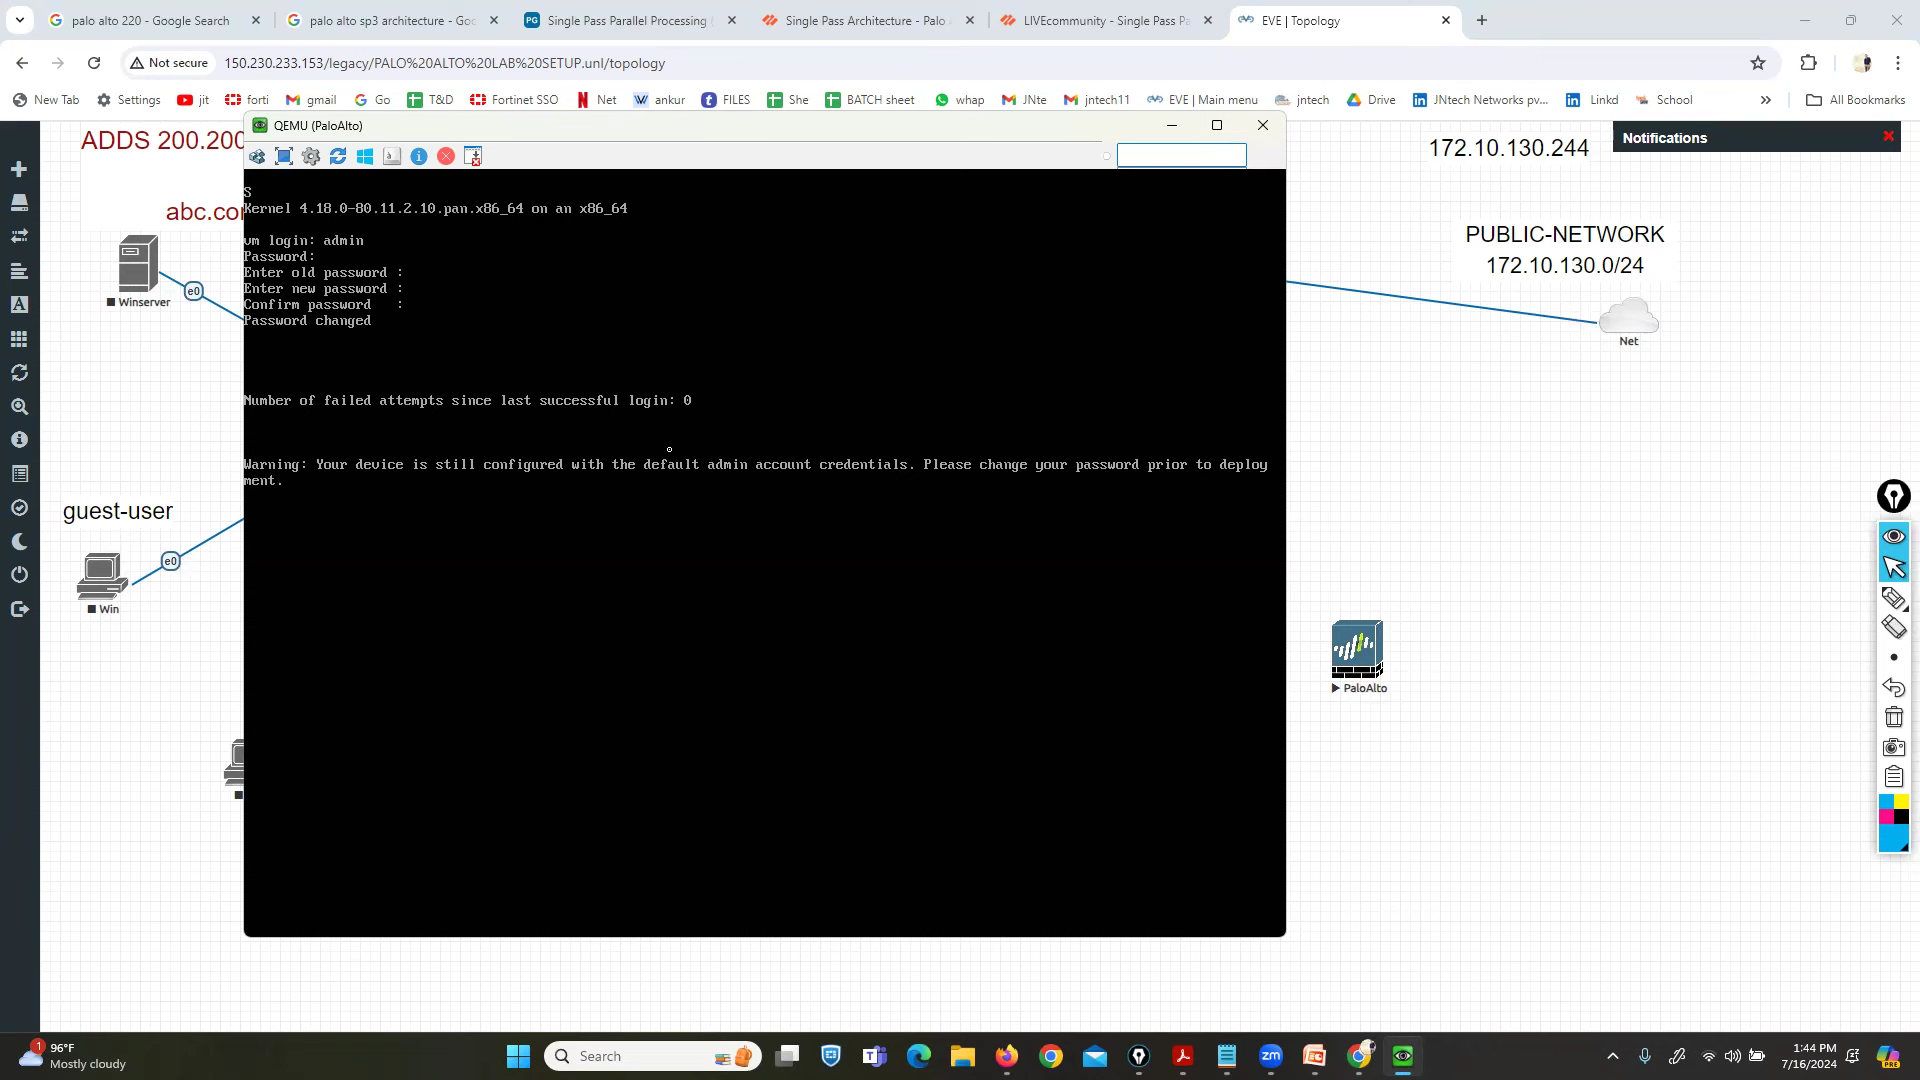 palo alto 220 - Google Search
palo alto sp3 architecture - Goo
Single Pass Parallel Processing (
Single Pass Architecture - Palo
LIVEcommunity - Single Pass Pa
EVE | Topology
Not secure
150.230.233.153/legacy/PALO%20ALTO%20LAB%20SETUP.unl/topology
New Tab
Settings
jit
forti
gmail
Go
T&D
Fortinet SSO
Net
ankur
FILES
She
BATCH sheet
whap
JNte
jntech11
EVE | Main menu
jntech
Drive
JNtech Networks pv...
Linkd
School
All Bookmarks
ADDS 200.200
QEMU (PaloAlto)
172.10.130.244
Notifications
S
Kernel 4.18.0-80.11.2.10.pan.x86_64 on an x86_64
abc.co
vm login: admin
Password:
Enter old password :
Enter new password :
Confirm password   :
Password changed
PUBLIC-NETWORK
172.10.130.0/24
e0
Winserver
Net
Number of failed attempts since last successful login: 0
Warning: Your device is still configured with the default admin account credentials. Please change your password prior to deploy
ment.
guest-user
e0
Win
PaloAlto
1
96°F
Mostly cloudy
Search
zm
1:44 PM
7/16/2024
PRE